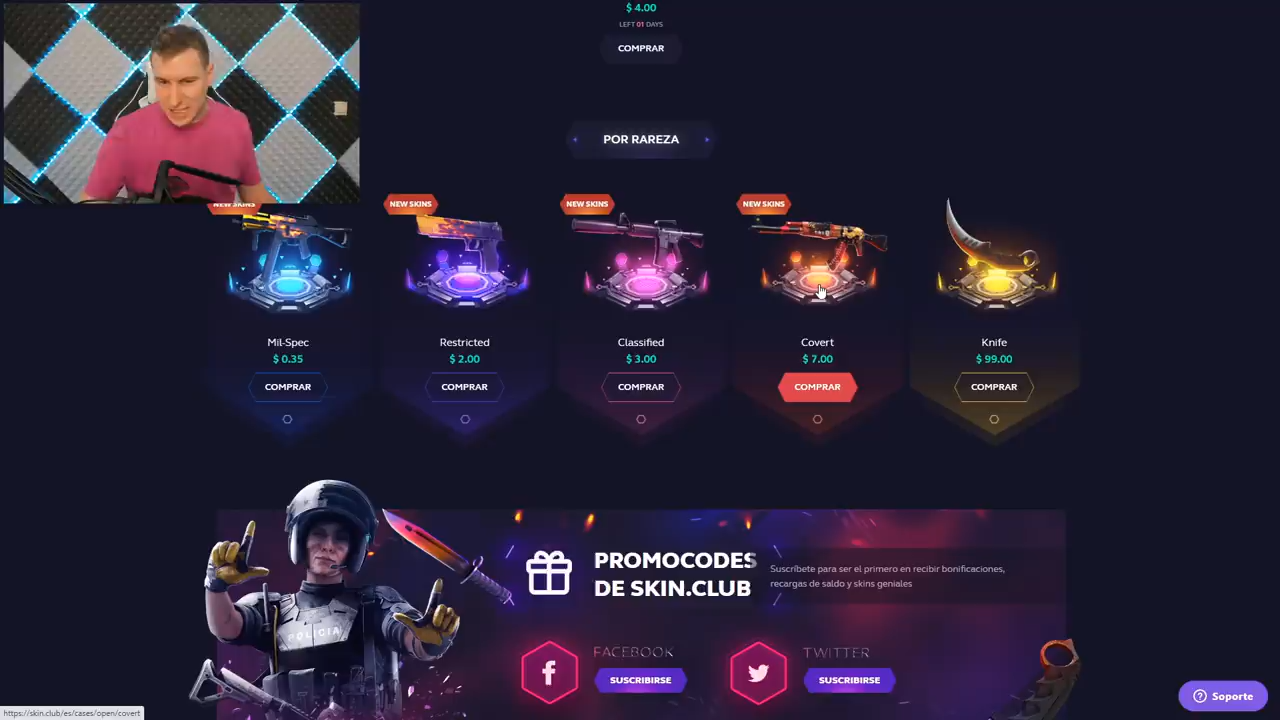 $ 4.00
LEFT 01 DAYS
COMPRAR
POR RAREZA
NEW SKINS
NEW SKINS
NEW SKINS
NEW SKINS
Mil-Spec
$ 0.35
COMPRAR
Restricted
$ 2.00
COMPRAR
Classified
$ 3.00
COMPRAR
Covert
$ 7.00
COMPRAR
Knife
$ 99.00
COMPRAR
POLICIA
PROMOCODES
DE SKIN.CLUB
Suscríbete para ser el primero en recibir bonificaciones,
recargas de saldo y skins geniales
FACEBOOK
SUSCRIBIRSE
TWITTER
SUSCRIBIRSE
Soporte
https://skin.club/es/cases/open/covert